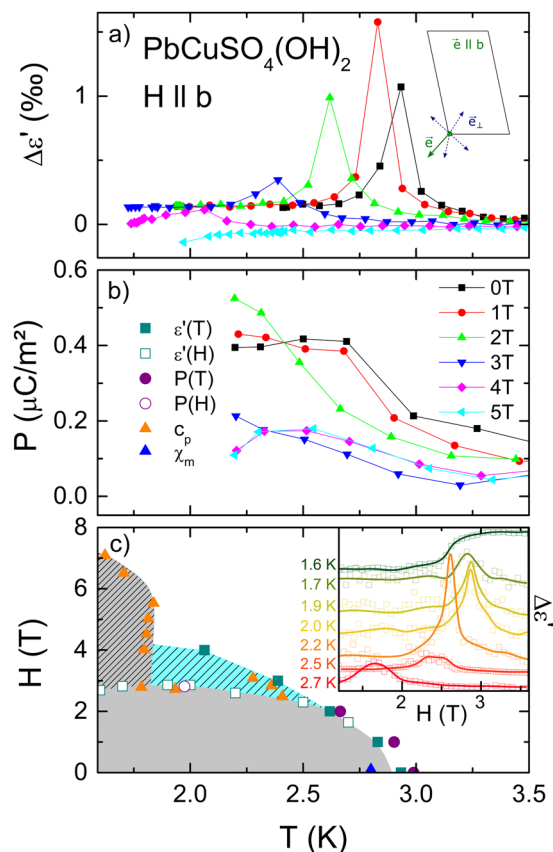 a) PbCuSO₄(OH)₂
H ll b
e⃗ ll b
e⃗⊥
e⃗
Δε' (‰)
1
0
b)
0.6
0.4
0.2
0.0
P (μC/m²)
ε'(T)
ε'(H)
P(T)
P(H)
cₚ
χₘ
0T
1T
2T
3T
4T
5T
c)
8
6
4
2
0
H (T)
1.6 K
1.7 K
1.9 K
2.0 K
2.2 K
2.5 K
2.7 K
2 3
H (T)
Δε'
2.0 2.5 3.0 3.5
T (K)